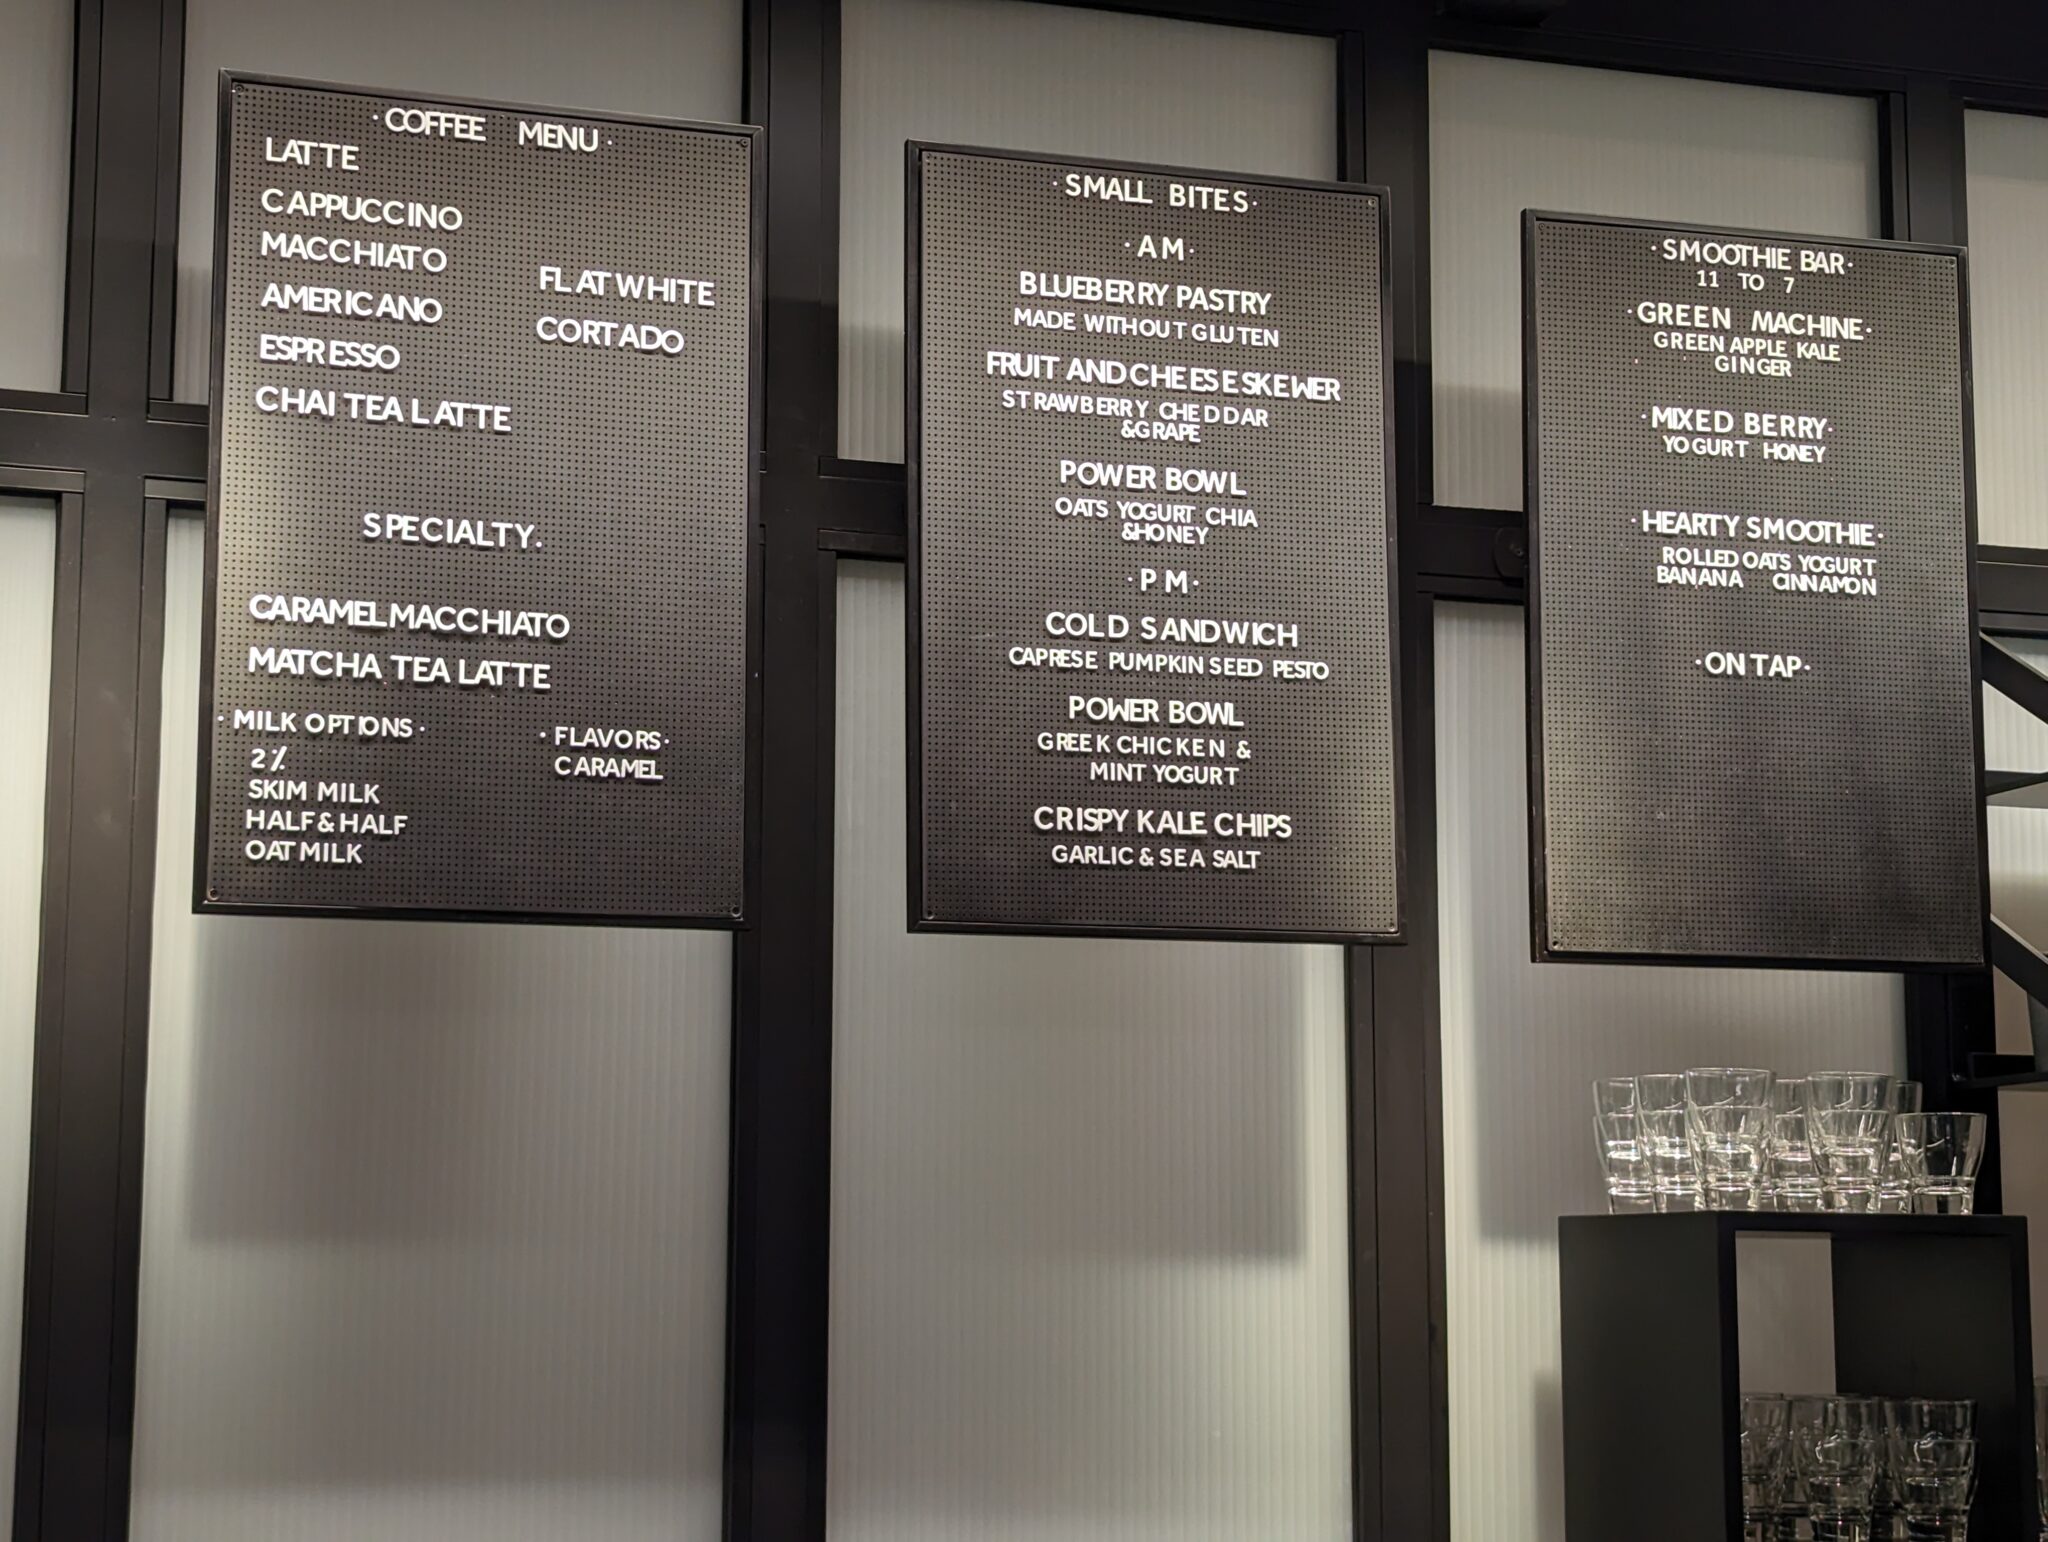 ·COFFEE MENU·
LATTE
CAPPUCCINO
MACCHIATO
AMERICANO
ESPRESSO
CHAI TEA LATTE
FLAT WHITE
CORTADO
SPECIALTY·
CARAMEL MACCHIATO
MATCHA TEA LATTE
·MILK OPTIONS·
2%
SKIM MILK
HALF & HALF
OAT MILK
·FLAVORS·
CARAMEL
·SMALL BITES·
·AM·
BLUEBERRY PASTRY
MADE WITHOUT GLUTEN
FRUIT AND CHEESE SKEWER
STRAWBERRY CHEDDAR
&GRAPE
POWER BOWL
OATS YOGURT CHIA
&HONEY
·PM·
COLD SANDWICH
CAPRESE PUMPKIN SEED PESTO
POWER BOWL
GREEK CHICKEN &
MINT YOGURT
CRISPY KALE CHIPS
GARLIC & SEA SALT
·SMOOTHIE BAR·
11 TO 7
·GREEN MACHINE·
GREEN APPLE KALE
GINGER
·MIXED BERRY·
YOGURT HONEY
·HEARTY SMOOTHIE·
ROLLED OATS YOGURT
BANANA CINNAMON
·ON TAP·